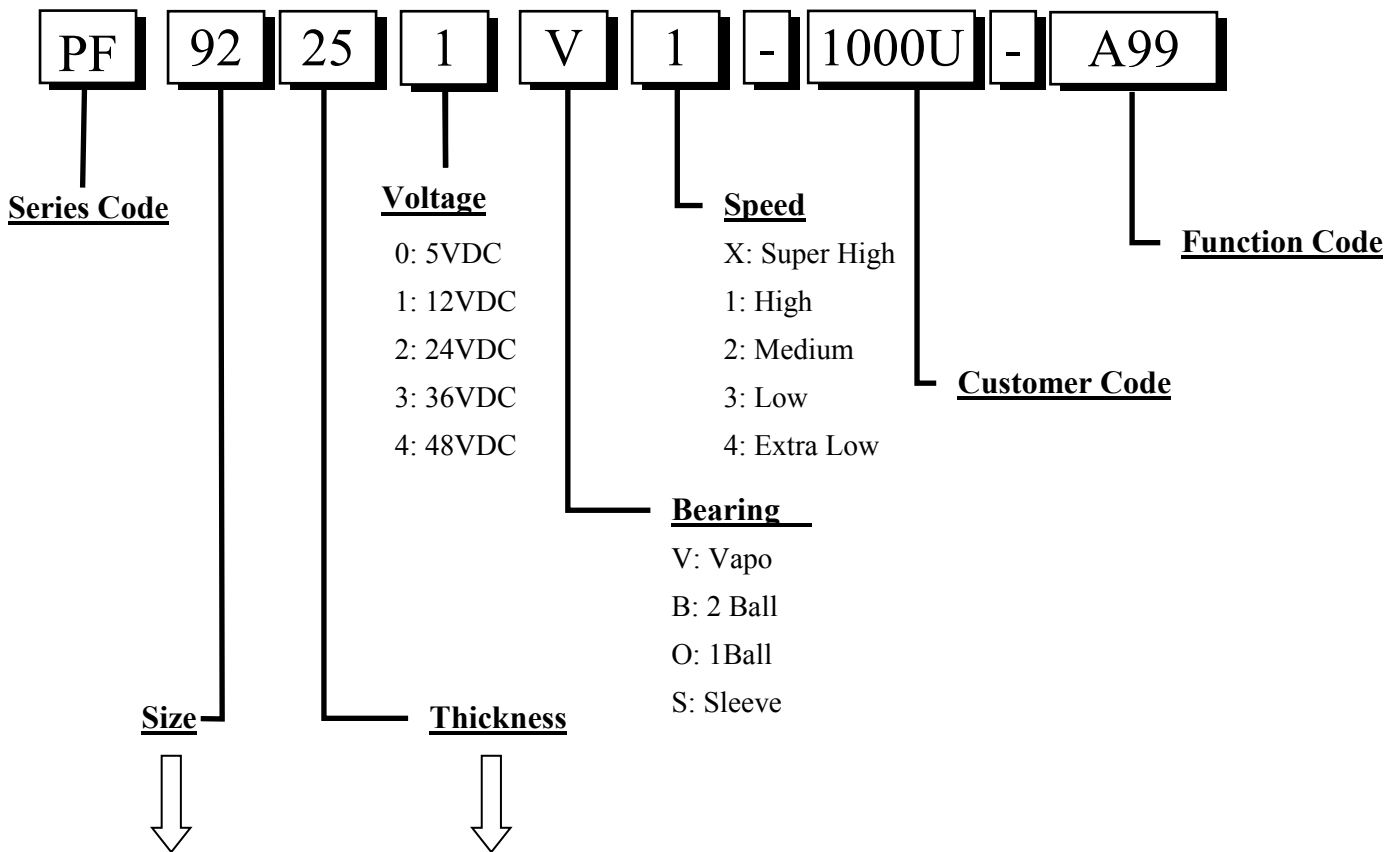 PF 92 25 1 V 1 - 1000U - A99
Series Code
Voltage
0: 5VDC
1: 12VDC
2: 24VDC
3: 36VDC
4: 48VDC
Speed
X: Super High
1: High
2: Medium
3: Low
4: Extra Low
Function Code
Customer Code
Bearing
V: Vapo
B: 2 Ball
O: 1Ball
S: Sleeve
Size
Thickness